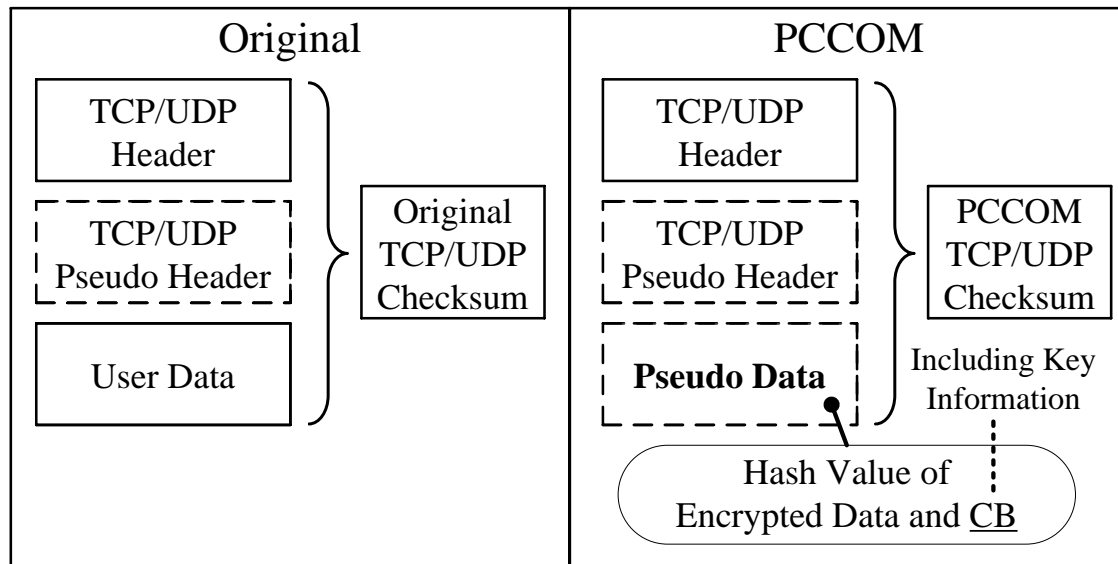 Original
TCP/UDP
Header
TCP/UDP
Pseudo Header
User Data
Original
TCP/UDP
Checksum
PCCOM
TCP/UDP
Header
TCP/UDP
Pseudo Header
Pseudo Data
PCCOM
TCP/UDP
Checksum
Including Key
Information
Hash Value of
Encrypted Data and CB